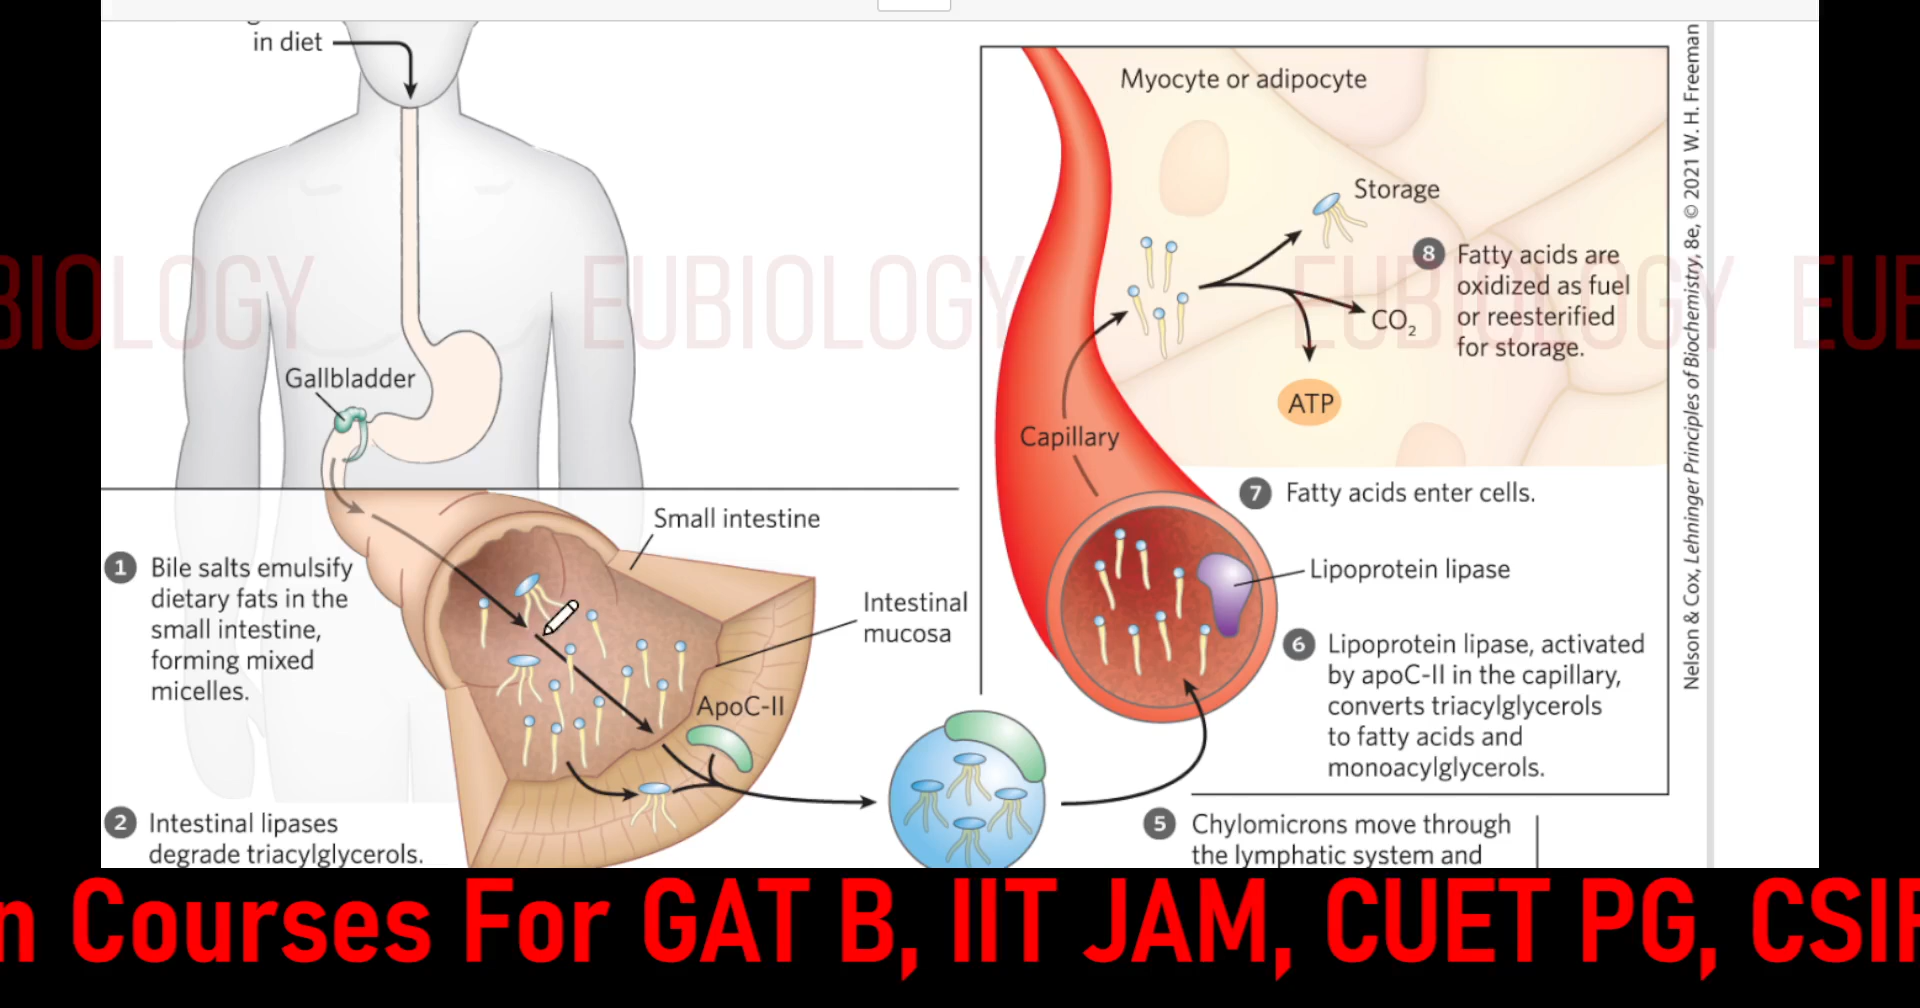 in diet
Gallbladder
Small intestine
Intestinal
mucosa
ApoC-II
1 Bile salts emulsify
dietary fats in the
small intestine,
forming mixed
micelles.
2 Intestinal lipases
degrade triacylglycerols.
Myocyte or adipocyte
Storage
8 Fatty acids are
oxidized as fuel
or reesterified
for storage.
CO₂
ATP
Capillary
7 Fatty acids enter cells.
Lipoprotein lipase
6 Lipoprotein lipase, activated
by apoC-II in the capillary,
converts triacylglycerols
to fatty acids and
monoacylglycerols.
5 Chylomicrons move through
the lymphatic system and
Nelson & Cox, Lehninger Principles of Biochemistry, 8e, © 2021 W. H. Freeman
BIOLOGY EUBIOLOGY EUBIOLOGY EUB
n Courses For GAT B, IIT JAM, CUET PG, CSIR